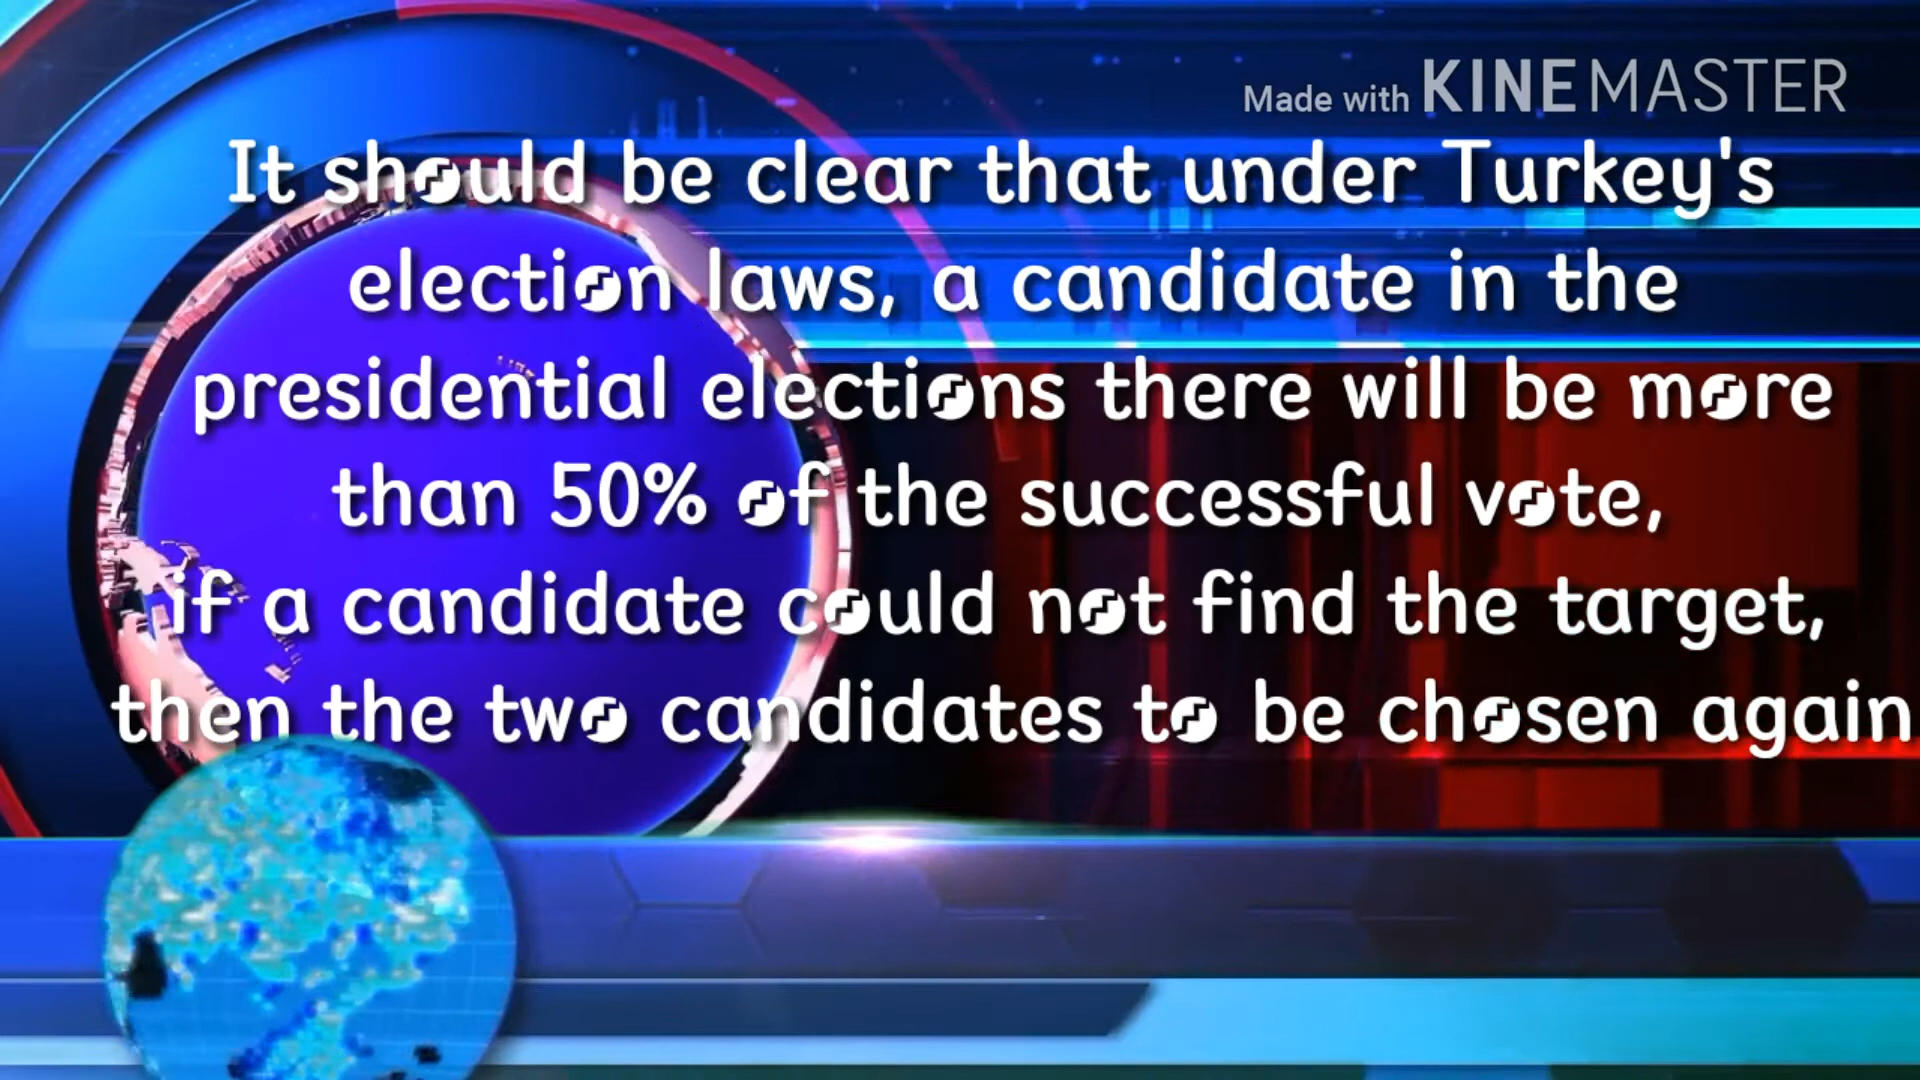 Made with KINEMASTER
It should be clear that under Turkey's
election laws, a candidate in the
presidential elections there will be more
than 50% of the successful vote,
if a candidate could not find the target,
then the two candidates to be chosen again